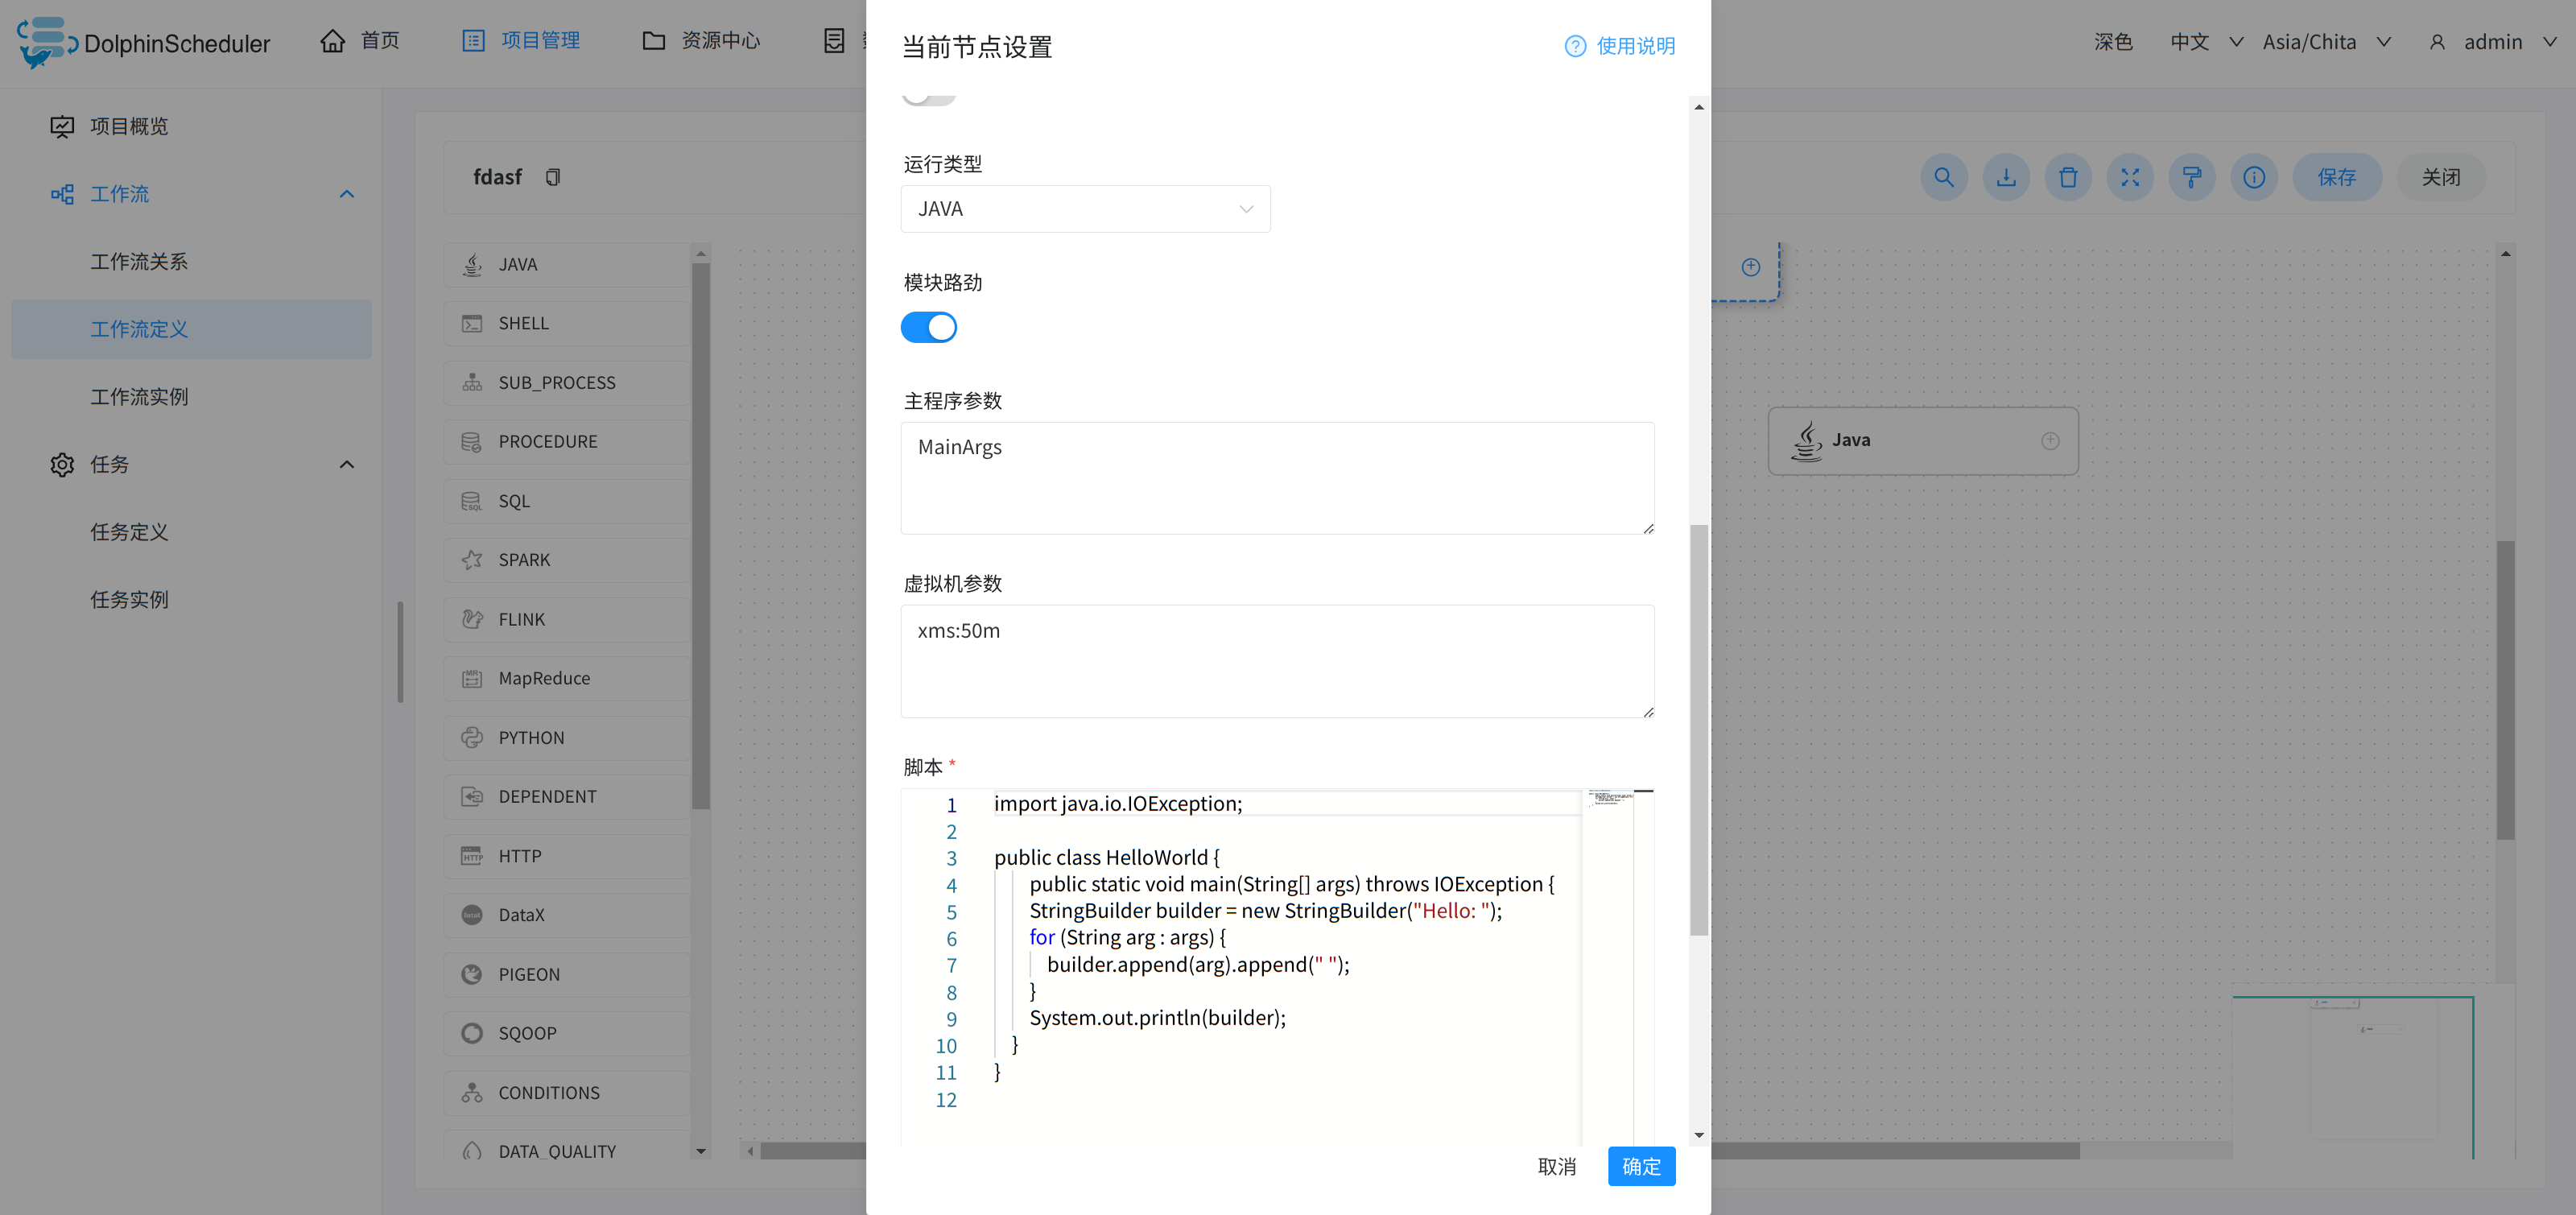 DolphinScheduler
首页
项目管理
资源中心
深色
中文
Asia/Chita
admin
项目概览
工作流
工作流关系
工作流定义
工作流实例
任务
任务定义
任务实例
fdasf
保存
关闭
JAVA
SHELL
SUB_PROCESS
PROCEDURE
SQL
SPARK
FLINK
MapReduce
PYTHON
DEPENDENT
HTTP
DataX
PIGEON
SQOOP
CONDITIONS
DATA_QUALITY
Java
当前节点设置
使用说明
运行类型
JAVA
模块路劲
主程序参数
MainArgs
虚拟机参数
xms:50m
脚本 *
1 import java.io.IOException;
2
3 public class HelloWorld {
4 public static void main(String[] args) throws IOException {
5 StringBuilder builder = new StringBuilder("Hello: ");
6 for (String arg : args) {
7 builder.append(arg).append(" ");
8 }
9 System.out.println(builder);
10 }
11 }
12
取消
确定